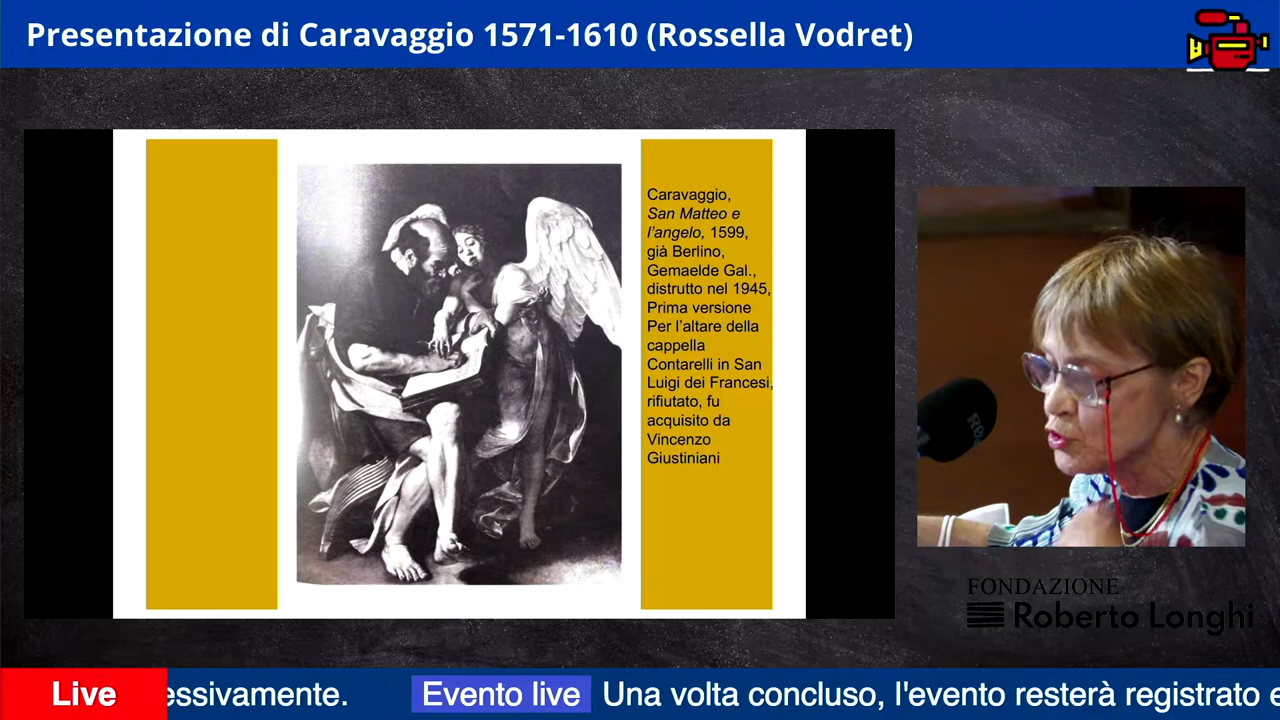 Presentazione di Caravaggio 1571-1610 (Rossella Vodret)
Caravaggio,
San Matteo e
l’angelo, 1599,
già Berlino,
Gemaelde Gal.,
distrutto nel 1945,
Prima versione
Per l’altare della
cappella
Contarelli in San
Luigi dei Francesi,
rifiutato, fu
acquisito da
Vincenzo
Giustiniani
FONDAZIONE
Roberto Longhi
Live essivamente. Evento live Una volta concluso, l'evento resterà registrato e